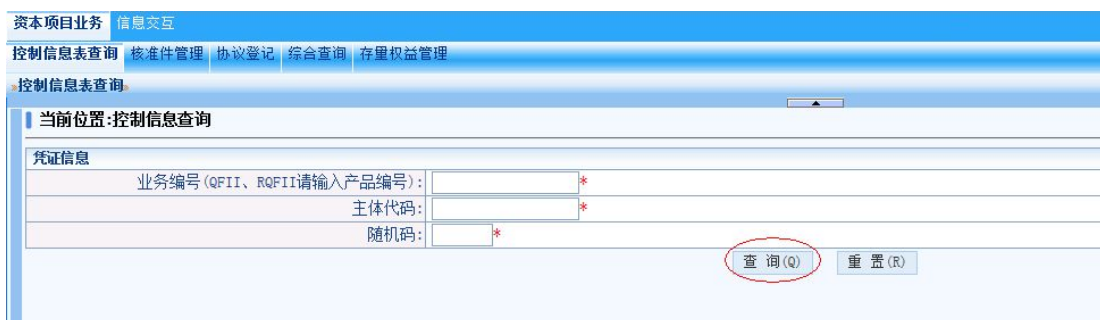 资本项目业务 信息交互
控制信息表查询 核准件管理 协议登记 综合查询 存量权益管理
控制信息表查询
当前位置:控制信息查询
凭证信息
业务编号(QFII、RQFII请输入产品编号): *
主体代码: *
随机码: *
查 询(Q) 重 置(R)